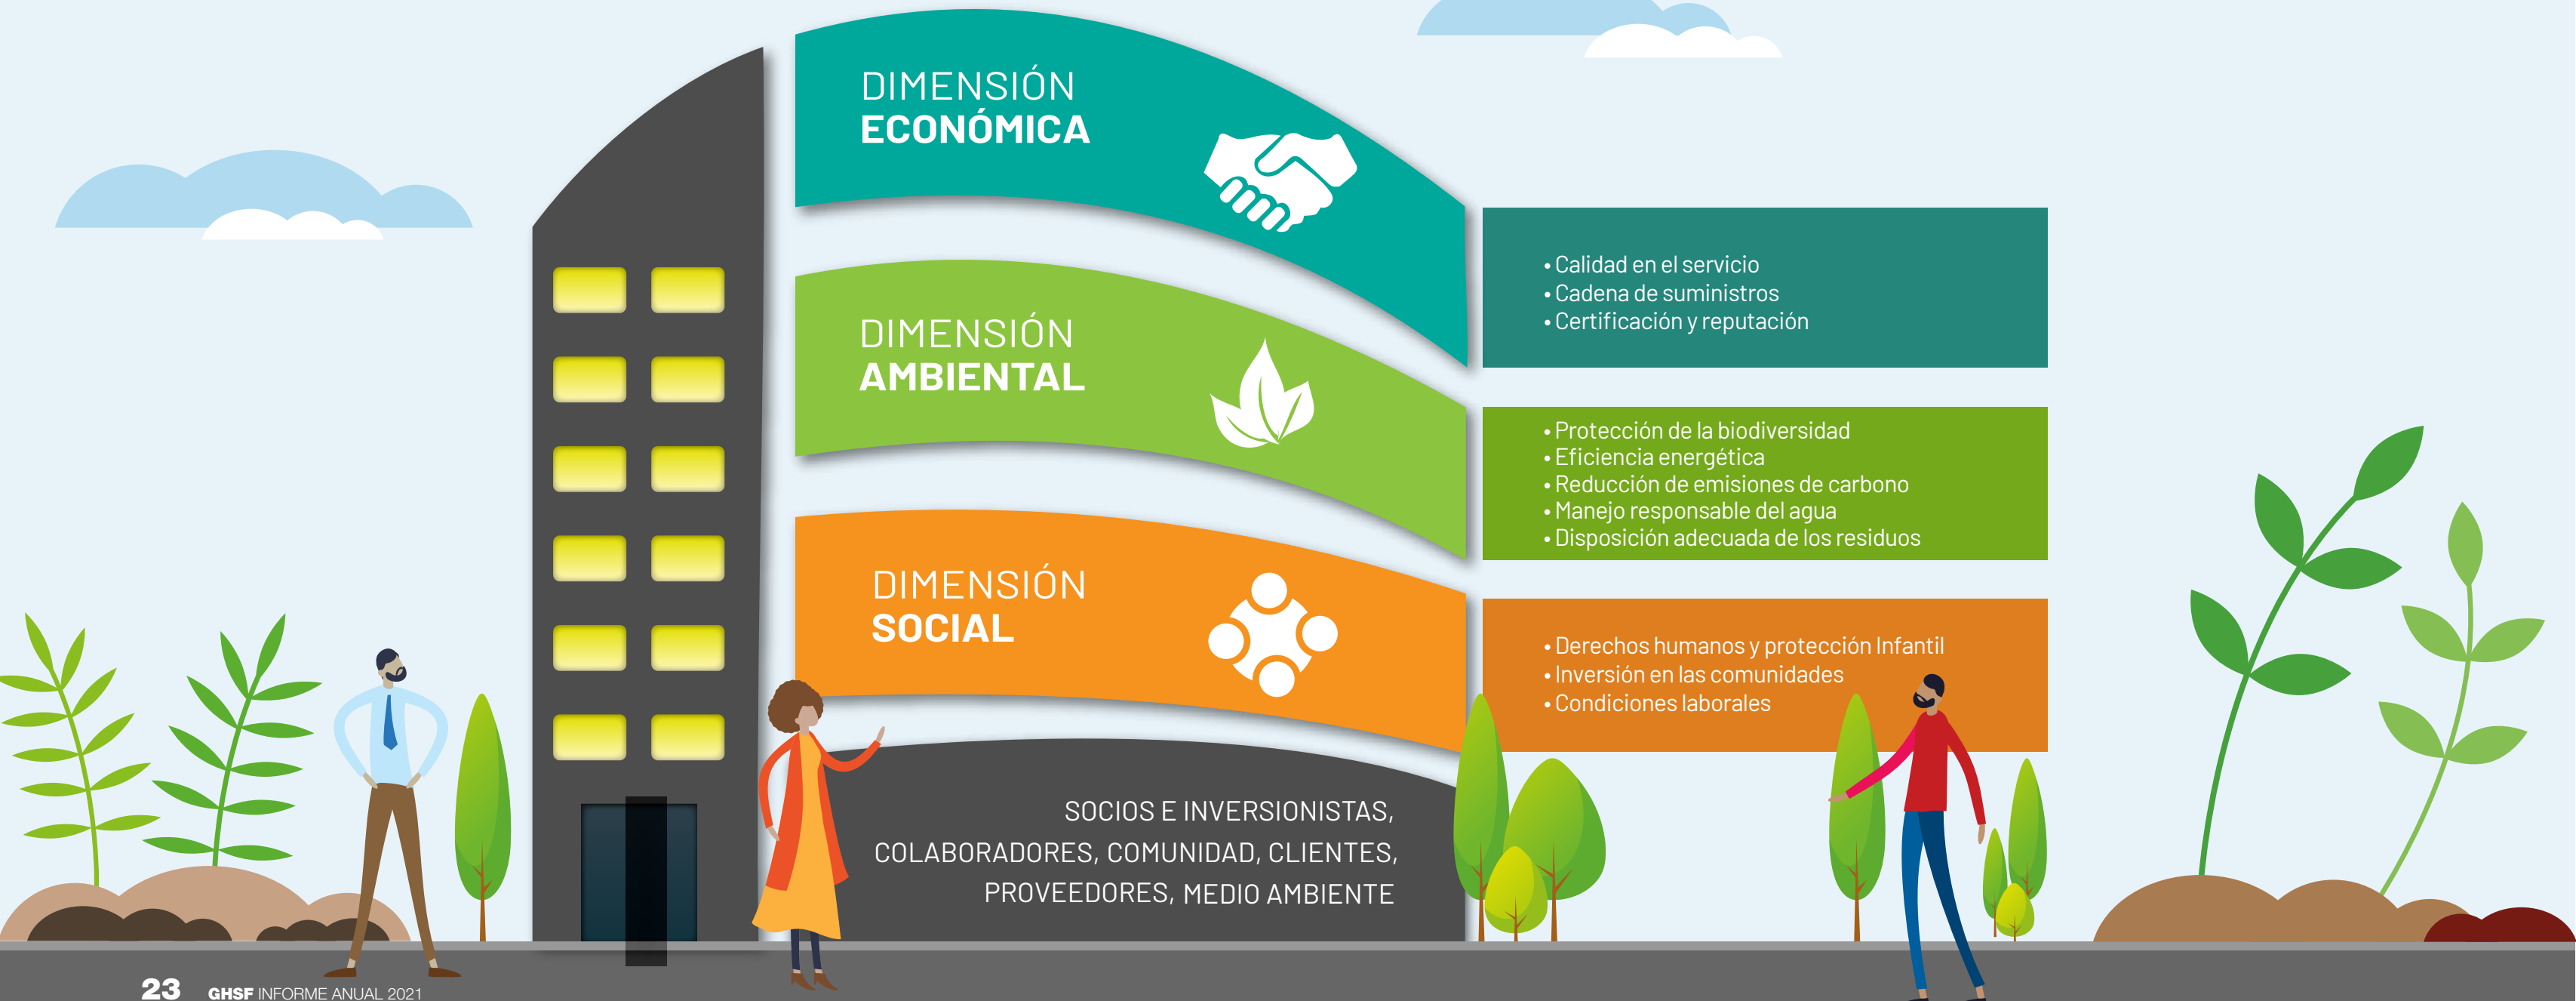 DIMENSIÓN
ECONÓMICA
• Calidad en el servicio
• Cadena de suministros
• Certificación y reputación
DIMENSIÓN
AMBIENTAL
• Protección de la biodiversidad
• Eficiencia energética
• Reducción de emisiones de carbono
• Manejo responsable del agua
• Disposición adecuada de los residuos
DIMENSIÓN
SOCIAL
• Derechos humanos y protección Infantil
• Inversión en las comunidades
• Condiciones laborales
SOCIOS E INVERSIONISTAS,
COLABORADORES, COMUNIDAD, CLIENTES,
PROVEEDORES, MEDIO AMBIENTE
23 GHSF INFORME ANUAL 2021